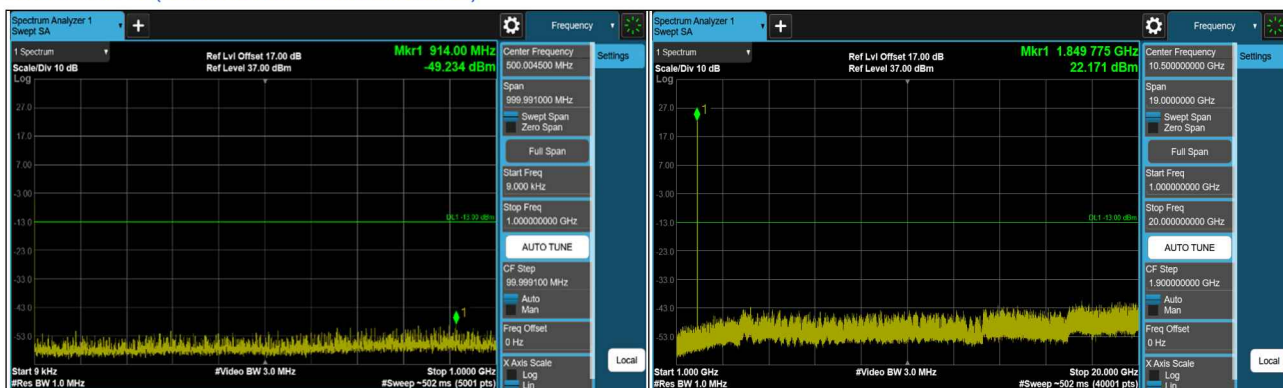 Spectrum Analyzer 1
Swept SA
+
Frequency
1 Spectrum
Scale/Div 10 dB
Log
Ref Lvl Offset 17.00 dB
Ref Level 37.00 dBm
Mkr1 914.00 MHz
-49.234 dBm
27.0
17.0
7.00
-3.00
-13.0
-23.0
-33.0
-43.0
-53.0
DL1 -13.00 dBm
1
Start 9 kHz
#Res BW 1.0 MHz
#Video BW 3.0 MHz
Stop 1.0000 GHz
#Sweep ~502 ms (5001 pts)
Center Frequency
500.004500 MHz
Span
999.991000 MHz
Swept Span
Zero Span
Full Span
Start Freq
9.000 kHz
Stop Freq
1.000000000 GHz
AUTO TUNE
CF Step
99.999100 MHz
Auto
Man
Freq Offset
0 Hz
X Axis Scale
Log
Lin
Settings
Local
Spectrum Analyzer 1
Swept SA
+
Frequency
1 Spectrum
Scale/Div 10 dB
Log
Ref Lvl Offset 17.00 dB
Ref Level 37.00 dBm
Mkr1 1.849 775 GHz
22.171 dBm
27.0
17.0
7.00
-3.00
-13.0
-23.0
-33.0
-43.0
-53.0
1
DL1 -13.00 dBm
Start 1.000 GHz
#Res BW 1.0 MHz
#Video BW 3.0 MHz
Stop 20.000 GHz
#Sweep ~502 ms (40001 pts)
Center Frequency
10.500000000 GHz
Span
19.0000000 GHz
Swept Span
Zero Span
Full Span
Start Freq
1.000000000 GHz
Stop Freq
20.000000000 GHz
AUTO TUNE
CF Step
1.900000000 GHz
Auto
Man
Freq Offset
0 Hz
X Axis Scale
Log
Lin
Settings
Local